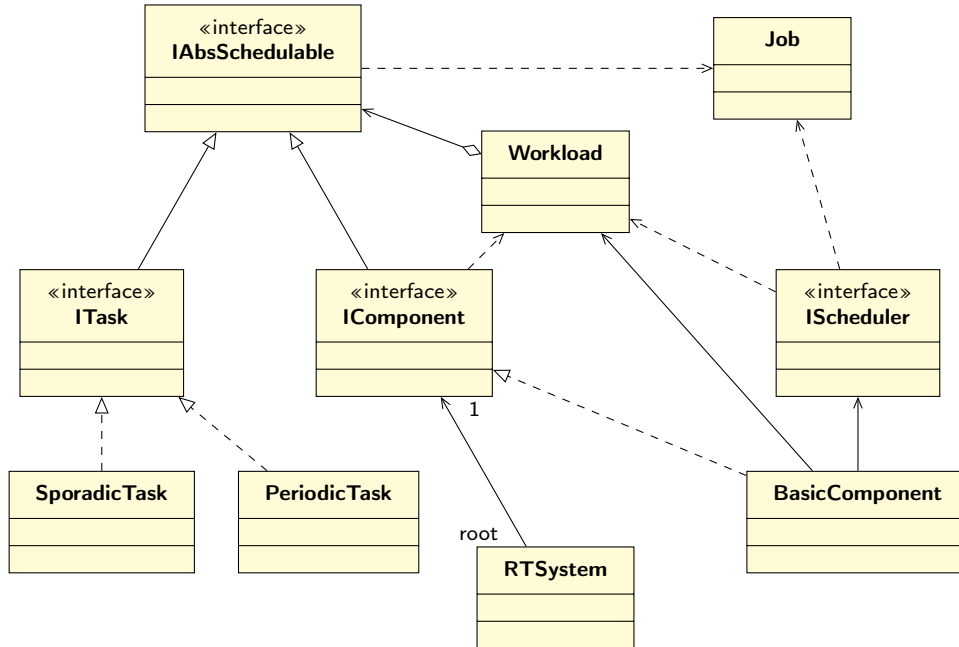 «interface»
IAbsSchedulable
Job
Workload
«interface»
ITask
«interface»
IComponent
«interface»
IScheduler
1
SporadicTask
PeriodicTask
BasicComponent
root
RTSystem